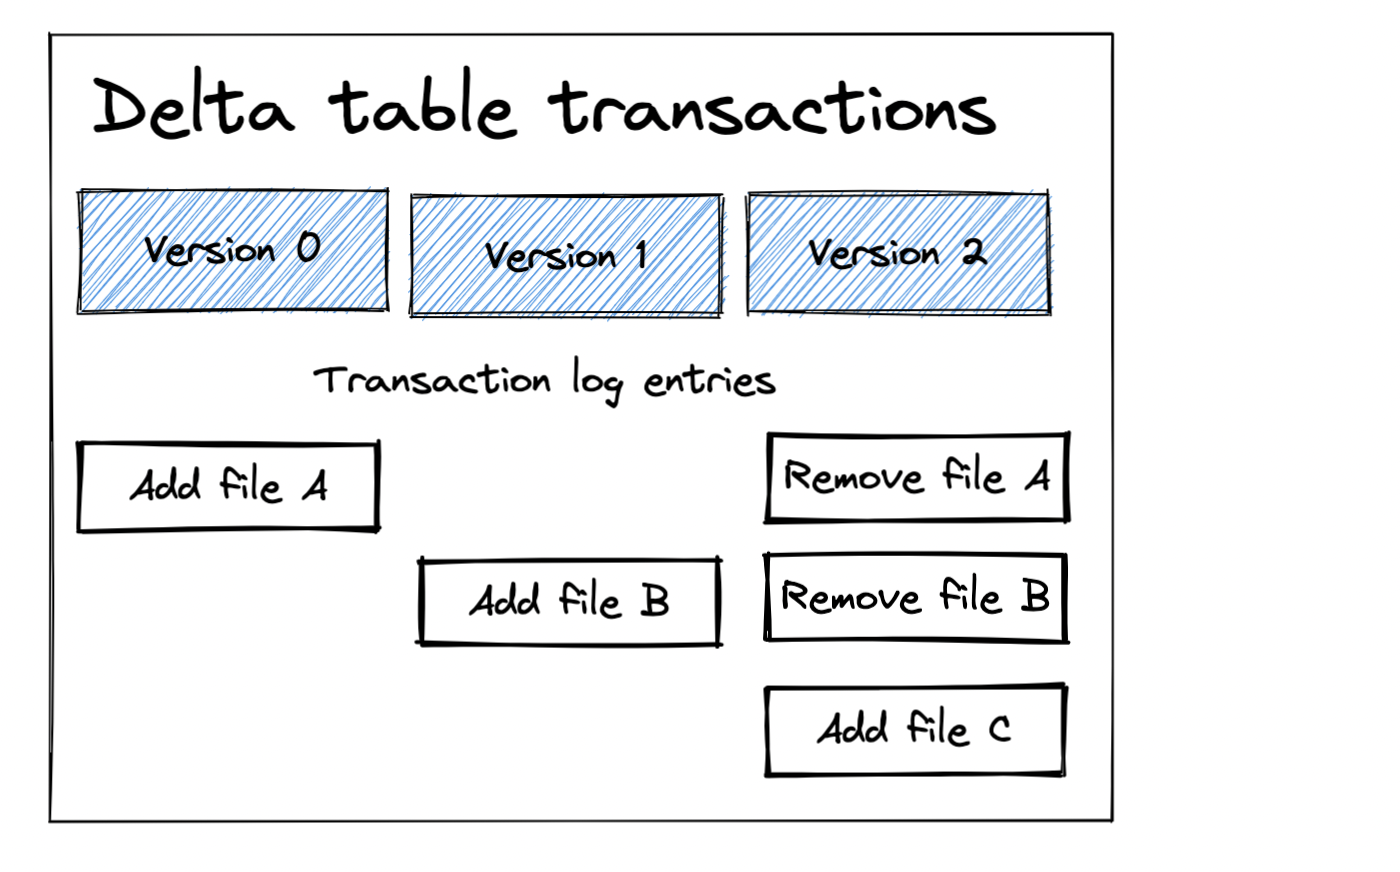 Delta table transactions
Version 0
Version 1
Version 2
Transaction log entries
Add file A
Remove file A
Add file B
Remove file B
Add file C